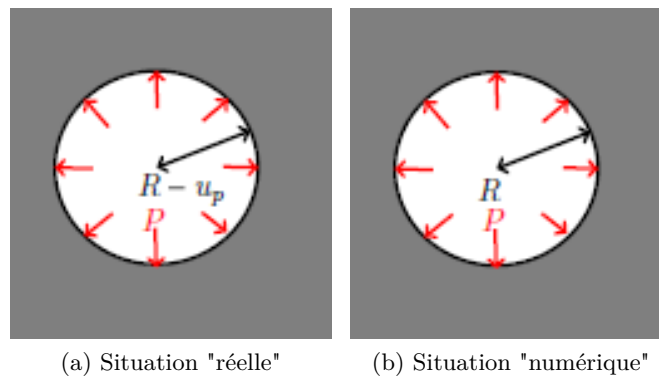 R − u_p
p
R
p
(a) Situation "réelle"
(b) Situation "numérique"